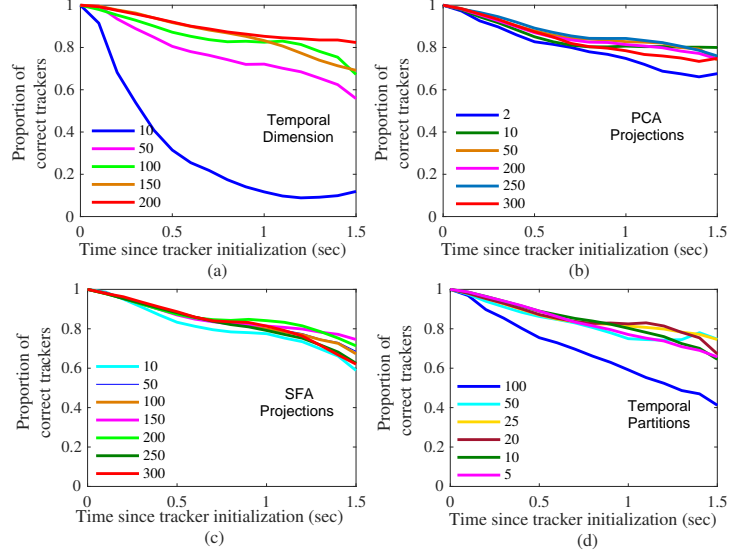 1
0.8
0.6
0.4
0.2
0
Proportion of
correct trackers
10
50
100
150
200
Temporal
Dimension
0
0.5
1
1.5
Time since tracker initialization (sec)
(a)
1
0.8
0.6
0.4
0.2
0
Proportion of
correct trackers
2
10
50
200
250
300
PCA
Projections
0
0.5
1
1.5
Time since tracker initialization (sec)
(b)
1
0.8
0.6
0.4
0.2
0
Proportion of
correct trackers
10
50
100
150
200
250
300
SFA
Projections
0
0.5
1
1.5
Time since tracker initialization (sec)
(c)
1
0.8
0.6
0.4
0.2
0
Proportion of
correct trackers
100
50
25
20
10
5
Temporal
Partitions
0
0.5
1
1.5
Time since tracker initialization (sec)
(d)